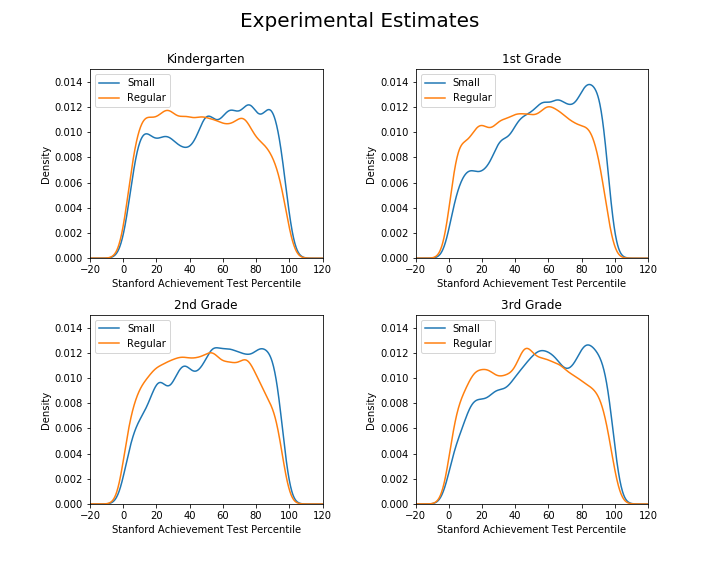 Experimental Estimates
Kindergarten
Small
Regular
0.014
0.012
0.010
0.008
0.006
0.004
0.002
0.000
Density
−20 0 20 40 60 80 100 120
Stanford Achievement Test Percentile
1st Grade
Small
Regular
0.014
0.012
0.010
0.008
0.006
0.004
0.002
0.000
Density
−20 0 20 40 60 80 100 120
Stanford Achievement Test Percentile
2nd Grade
Small
Regular
0.014
0.012
0.010
0.008
0.006
0.004
0.002
0.000
Density
−20 0 20 40 60 80 100 120
Stanford Achievement Test Percentile
3rd Grade
Small
Regular
0.014
0.012
0.010
0.008
0.006
0.004
0.002
0.000
Density
−20 0 20 40 60 80 100 120
Stanford Achievement Test Percentile